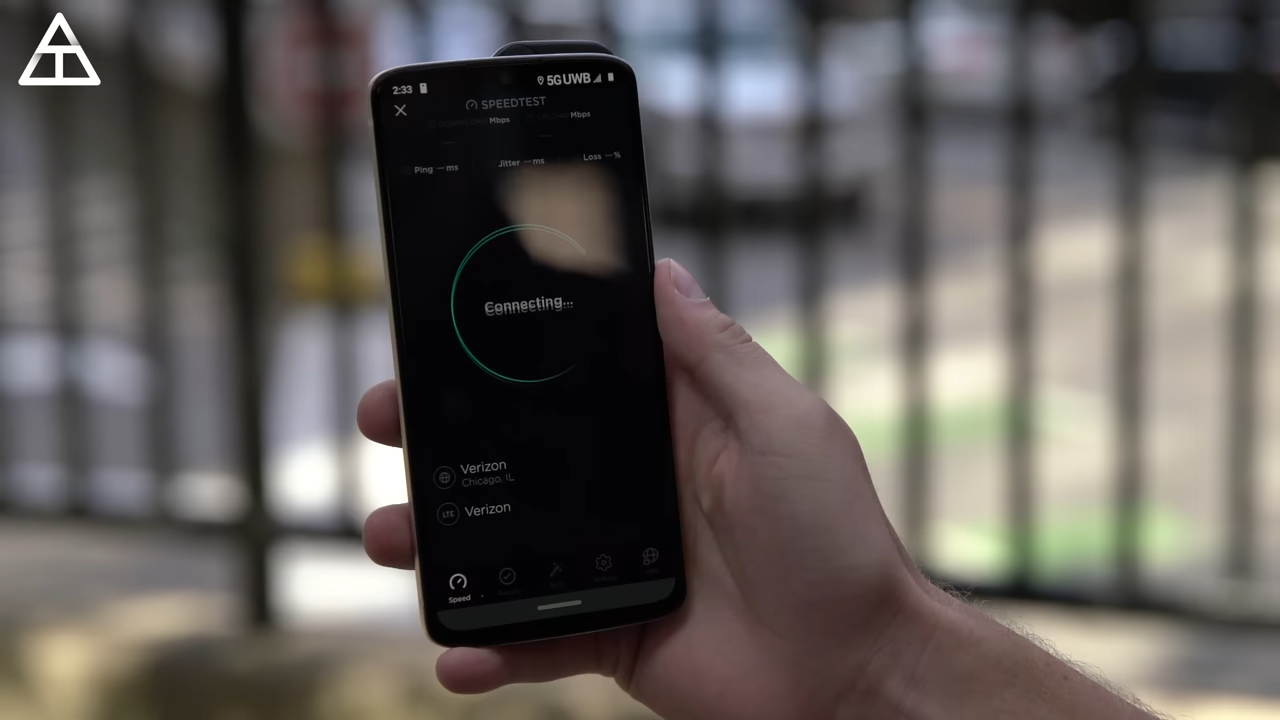 2:33
5G UWB
SPEEDTEST
Mbps
Mbps
Ping — ms
Jitter — ms
Loss — %
Connecting...
Verizon
Chicago, IL
LTE
Verizon
Speed